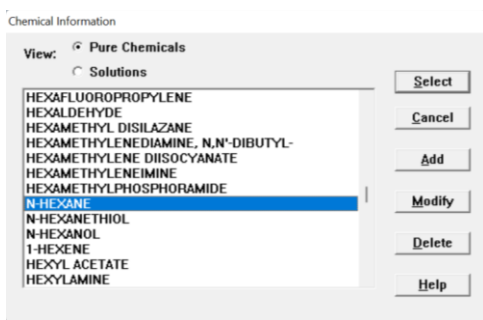 Chemical Information
View:
Pure Chemicals
Solutions
HEXAFLUOROPROPYLENE
HEXALDEHYDE
HEXAMETHYL DISILAZANE
HEXAMETHYLENEDIAMINE, N,N'-DIBUTYL-
HEXAMETHYLENE DIISOCYANATE
HEXAMETHYLENEIMINE
HEXAMETHYLPHOSPHORAMIDE
N-HEXANE
N-HEXANETHIOL
N-HEXANOL
1-HEXENE
HEXYL ACETATE
HEXYLAMINE
Select
Cancel
Add
Modify
Delete
Help